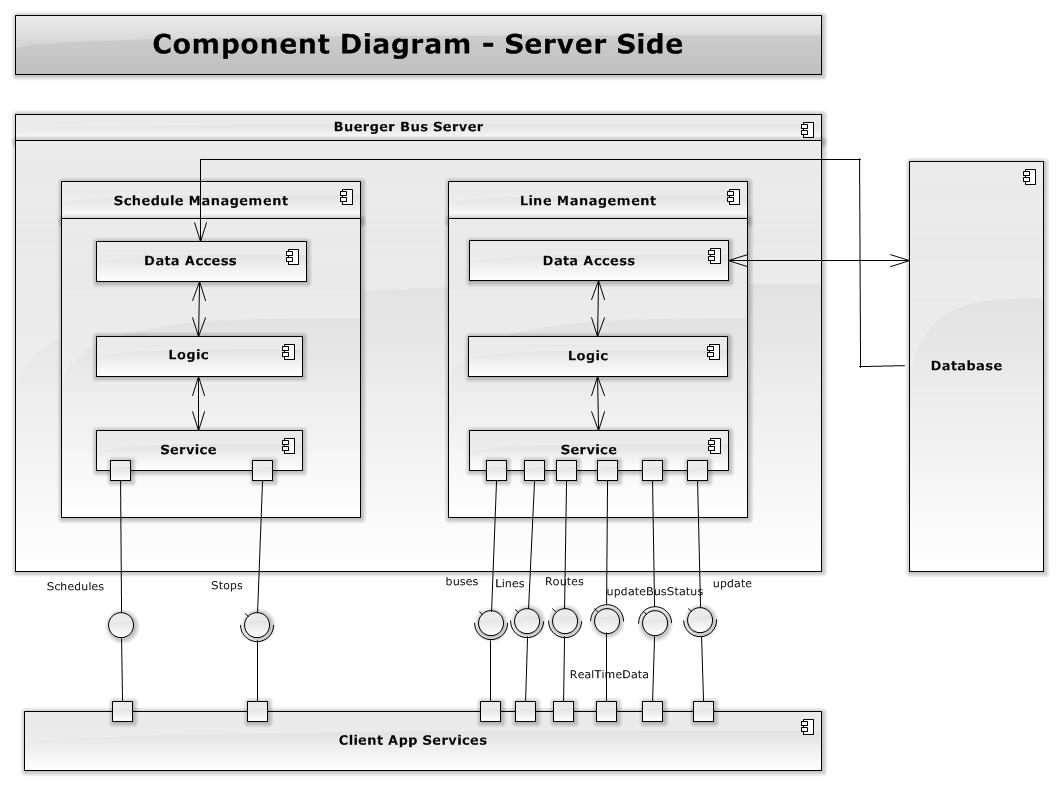 Component Diagram - Server Side
Buerger Bus Server
Schedule Management
Line Management
Data Access
Data Access
Logic
Logic
Database
Service
Service
Schedules
Stops
buses
Lines
Routes
updateBusStatus
update
RealTimeData
Client App Services